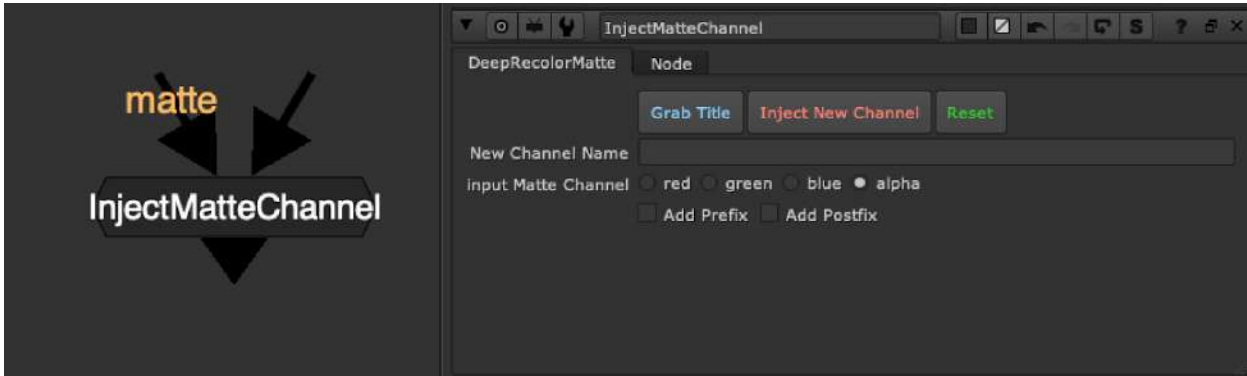 matte
InjectMatteChannel
InjectMatteChannel
S ?
DeepRecolorMatte Node
Grab Title Inject New Channel Reset
New Channel Name
input Matte Channel red green blue alpha
Add Prefix Add Postfix